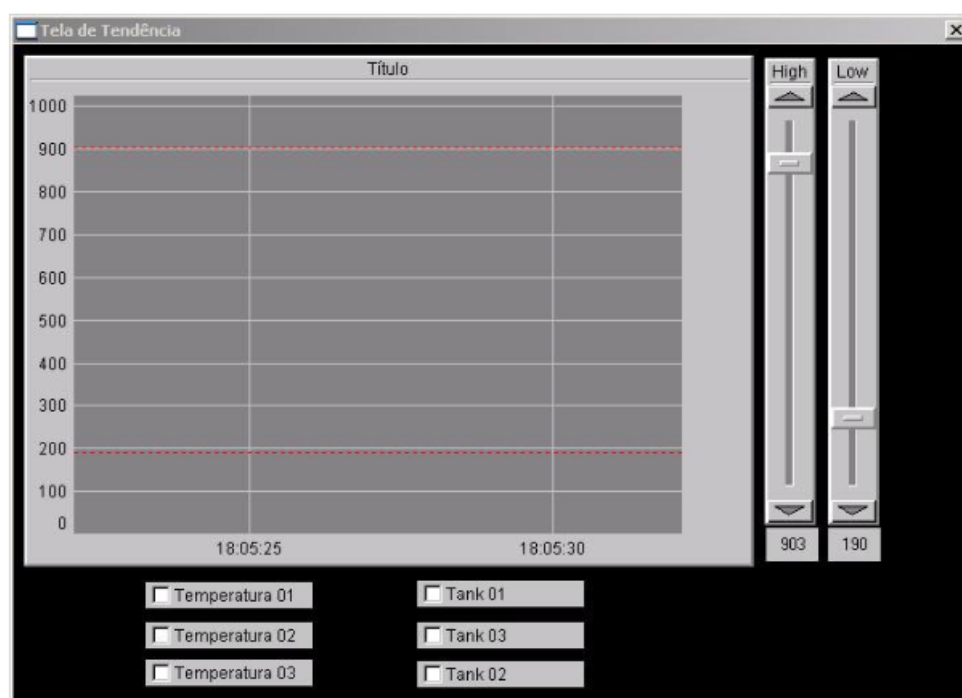 Tela de Tendência
Título
High
Low
1000
900
800
700
600
500
400
300
200
100
0
18:05:25
18:05:30
903
190
Temperatura 01
Tank 01
Temperatura 02
Tank 03
Temperatura 03
Tank 02